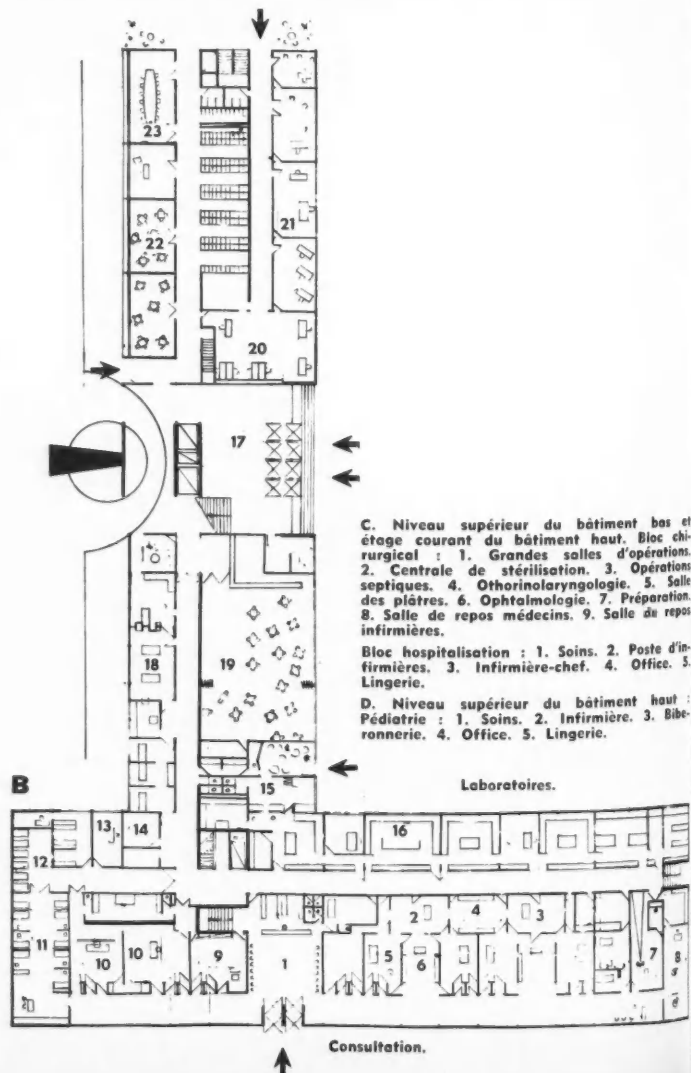 23
22
21
20
17
C. Niveau supérieur du bâtiment bas et
étage courant du bâtiment haut. Bloc chi-
rurgical : 1. Grandes salles d'opérations.
2. Centrale de stérilisation. 3. Opérations
septiques. 4. Othorinolaryngologie. 5. Salle
des plâtres. 6. Ophtalmologie. 7. Préparation.
8. Salle de repos médecins. 9. Salle de repos
infirmières.
Bloc hospitalisation : 1. Soins. 2. Poste d'in-
firmières. 3. Infirmière-chef. 4. Office. 5.
Lingerie.
D. Niveau supérieur du bâtiment haut :
Pédiatrie : 1. Soins. 2. Infirmière. 3. Bibe-
ronnerie. 4. Office. 5. Lingerie.
18
19
B
15
Laboratoires.
12
13
14
16
11
10
10
9
1
2
4
3
5
6
7
8
Consultation.